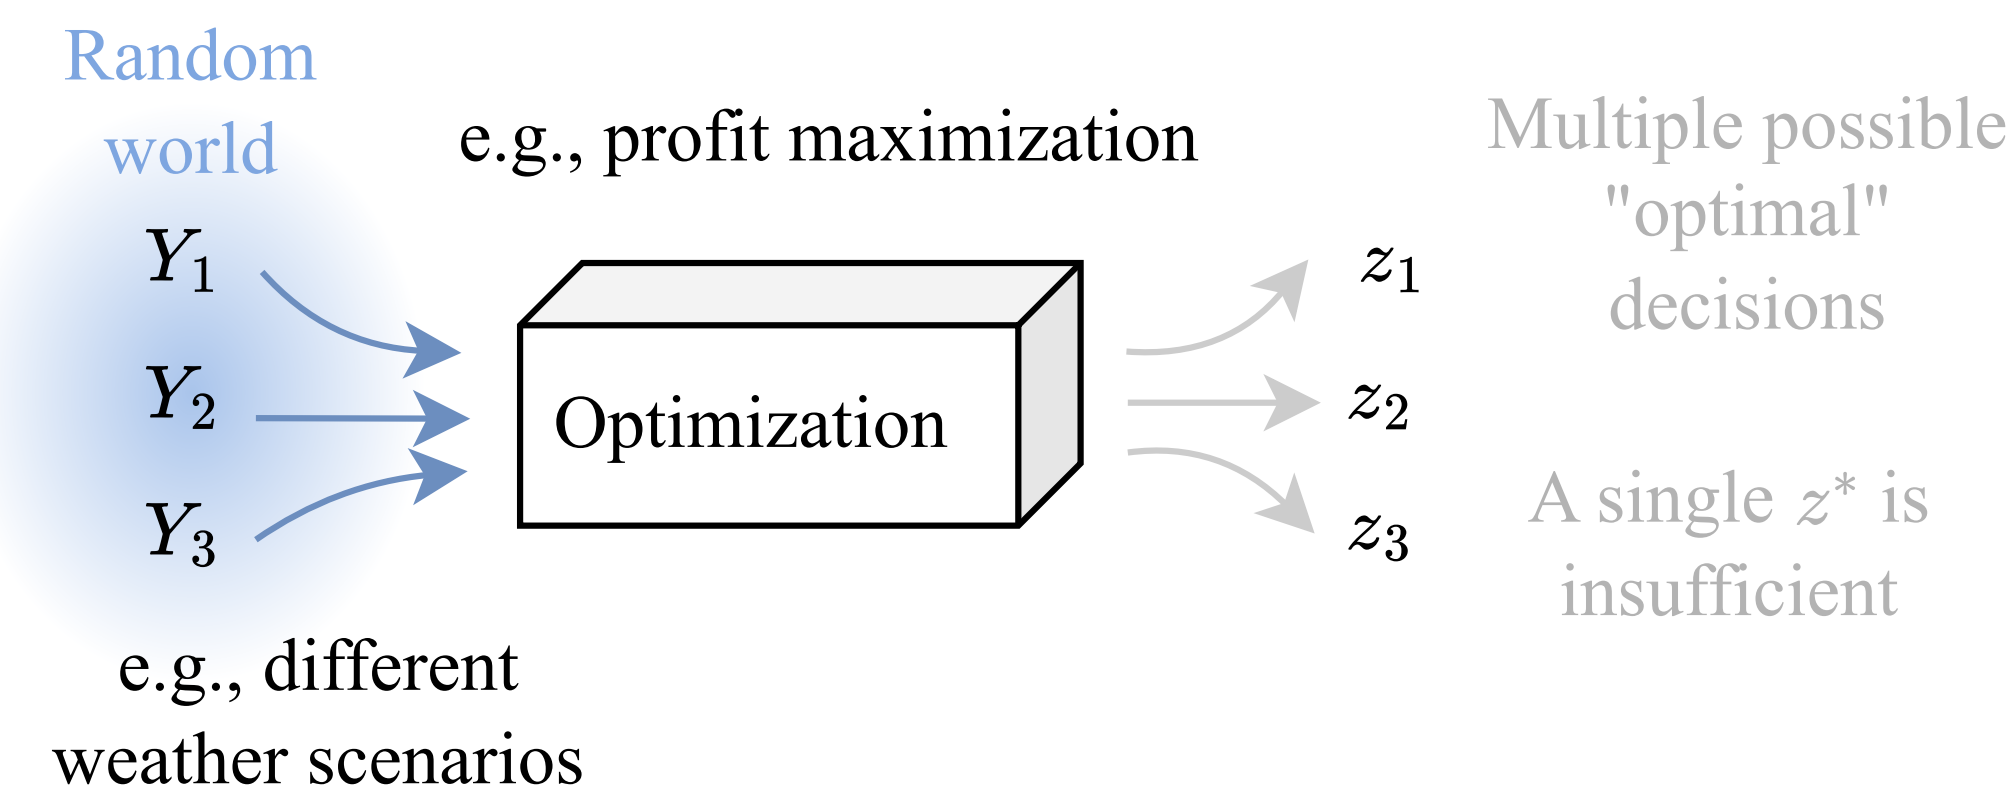 Random
world
Y₁
Y₂
Y₃
e.g., different
weather scenarios
e.g., profit maximization
Optimization
z₁
z₂
z₃
Multiple possible
"optimal"
decisions
A single z* is
insufficient